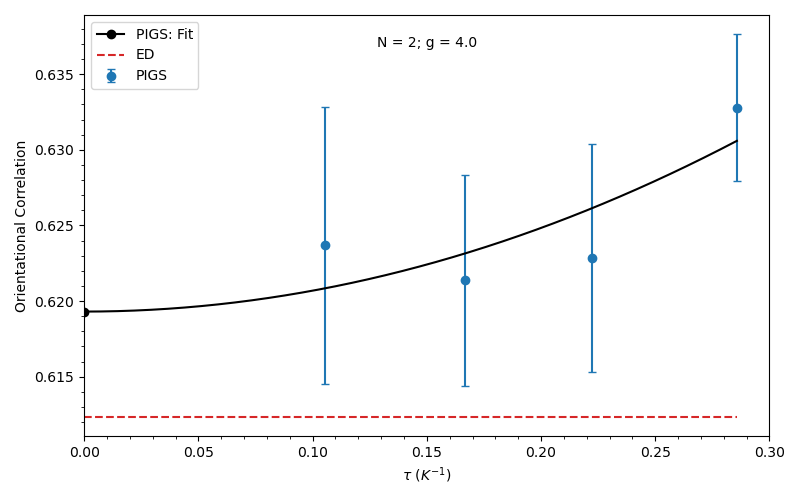 PIGS: Fit
ED
PIGS
N = 2; g = 4.0
Orientational Correlation
0.635
0.630
0.625
0.620
0.615
0.00
0.05
0.10
0.15
0.20
0.25
0.30
τ (K⁻¹)